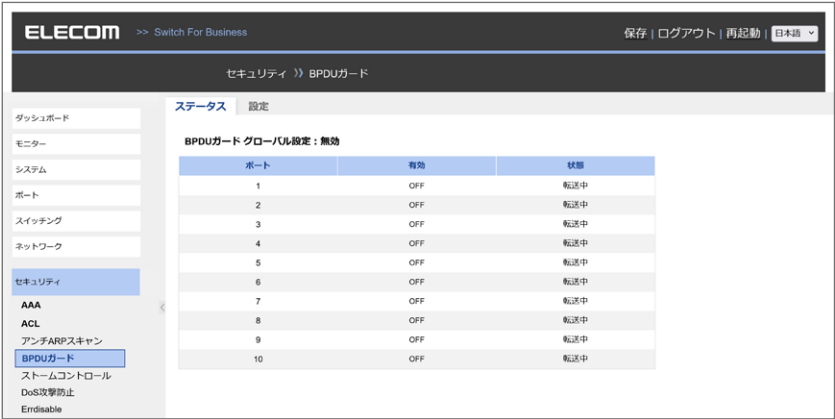 ELECOM >> Switch For Business 保存 | ログアウト | 再起動 | 日本語
セキュリティ 》 BPDUガード
ステータス 設定
ダッシュボード
モニター
システム
ポート
スイッチング
ネットワーク
セキュリティ
AAA
ACL
アンチARPスキャン
BPDUガード
ストームコントロール
DoS攻撃防止
Errdisable
BPDUガード グローバル設定：無効
ポート 有効 状態
1 OFF 転送中
2 OFF 転送中
3 OFF 転送中
4 OFF 転送中
5 OFF 転送中
6 OFF 転送中
7 OFF 転送中
8 OFF 転送中
9 OFF 転送中
10 OFF 転送中